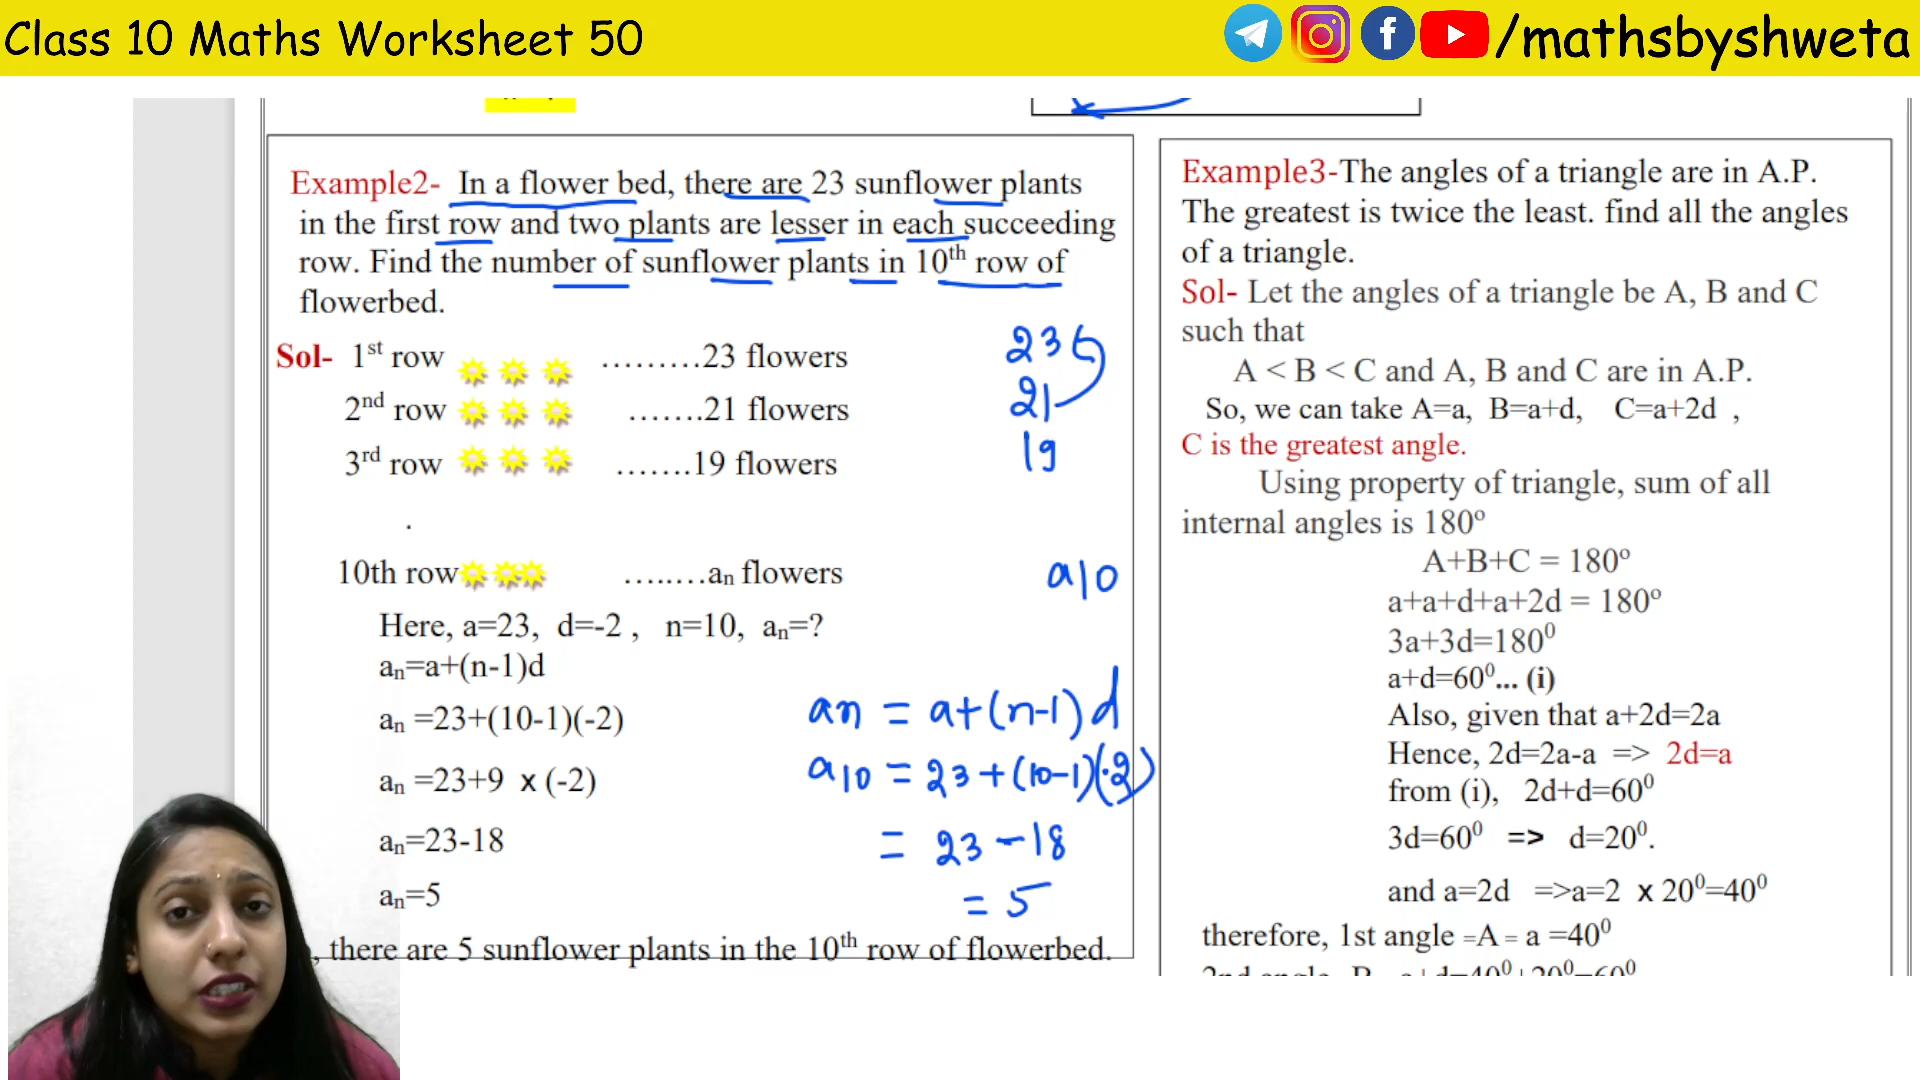 Class 10 Maths Worksheet 50
/mathsbyshweta
Example2- In a flower bed, there are 23 sunflower plants
in the first row and two plants are lesser in each succeeding
row. Find the number of sunflower plants in 10th row of
flowerbed.
Sol- 1st row ………23 flowers
2nd row …….21 flowers
3rd row …….19 flowers
.
10th row ……..an flowers
Here, a=23, d=-2 , n=10, an=?
an=a+(n-1)d
an =23+(10-1)(-2)
an =23+9 x (-2)
an=23-18
an=5
, there are 5 sunflower plants in the 10th row of flowerbed.
23
21
19
a10
an = a+(n-1)d
a10 = 23+(10-1)(-2)
= 23-18
= 5
Example3-The angles of a triangle are in A.P.
The greatest is twice the least. find all the angles
of a triangle.
Sol- Let the angles of a triangle be A, B and C
such that
A < B < C and A, B and C are in A.P.
So, we can take A=a, B=a+d, C=a+2d ,
C is the greatest angle.
Using property of triangle, sum of all
internal angles is 180º
A+B+C = 180º
a+a+d+a+2d = 180º
3a+3d=180⁰
a+d=60⁰... (i)
Also, given that a+2d=2a
Hence, 2d=2a-a => 2d=a
from (i), 2d+d=60⁰
3d=60⁰ => d=20⁰.
and a=2d =>a=2 x 20⁰=40⁰
therefore, 1st angle =A = a =40⁰